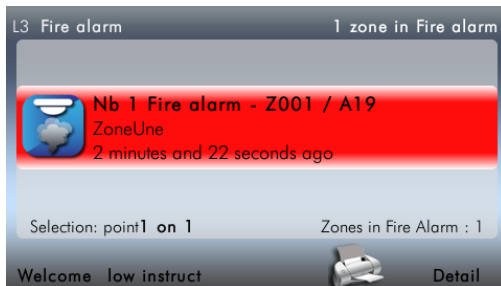 L3 Fire alarm 1 zone in Fire alarm
Nb 1 Fire alarm - Z001 / A19
ZoneUne
2 minutes and 22 seconds ago
Selection: point1 on 1 Zones in Fire Alarm : 1
Welcome low instruct Detail